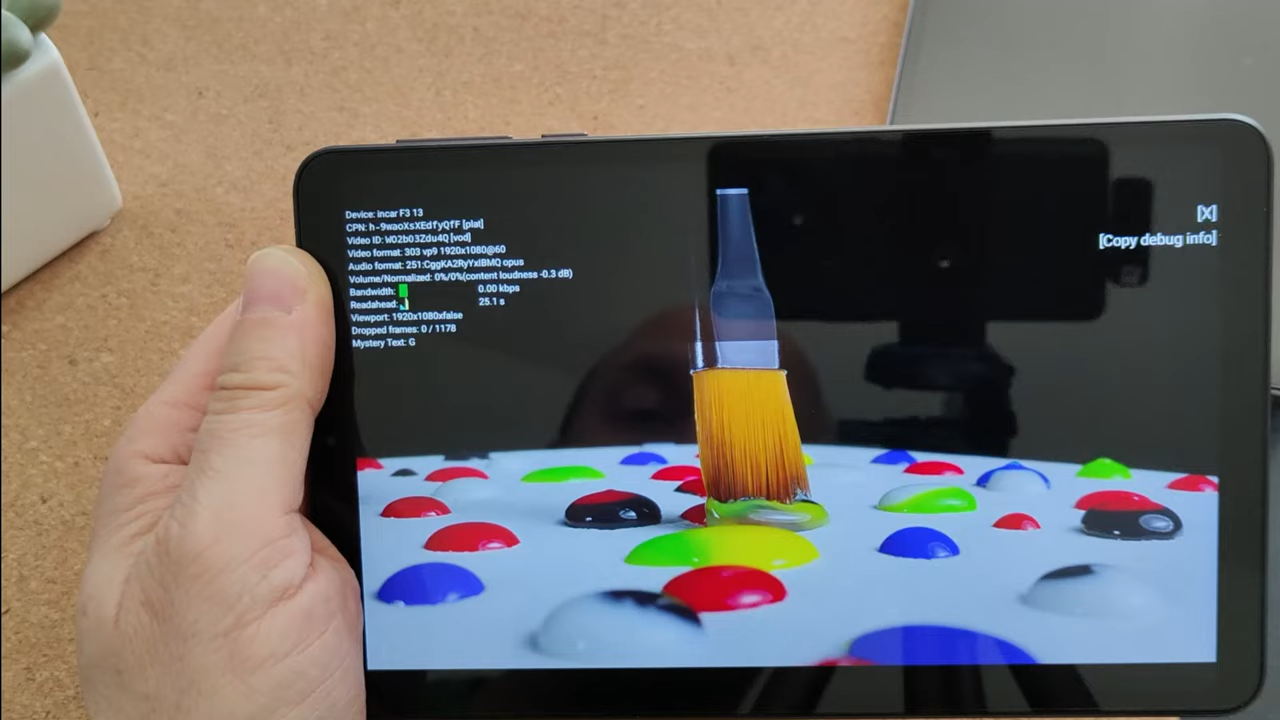 Device: incar F3 13
CPN: h-9waoXsXEdfyQfF [plat]
Video ID: WO2b03Zdu4Q [vod]
Video format: 303 vp9 1920x1080@60
Audio format: 251:CggKA2RyYxIBMQ opus
Volume/Normalized: 0%/0%(content loudness -0.3 dB)
Bandwidth: 0.00 kbps
Readahead: 25.1 s
Viewport: 1920x1080xfalse
Dropped frames: 0 / 1178
Mystery Text: G
[X]
[Copy debug info]